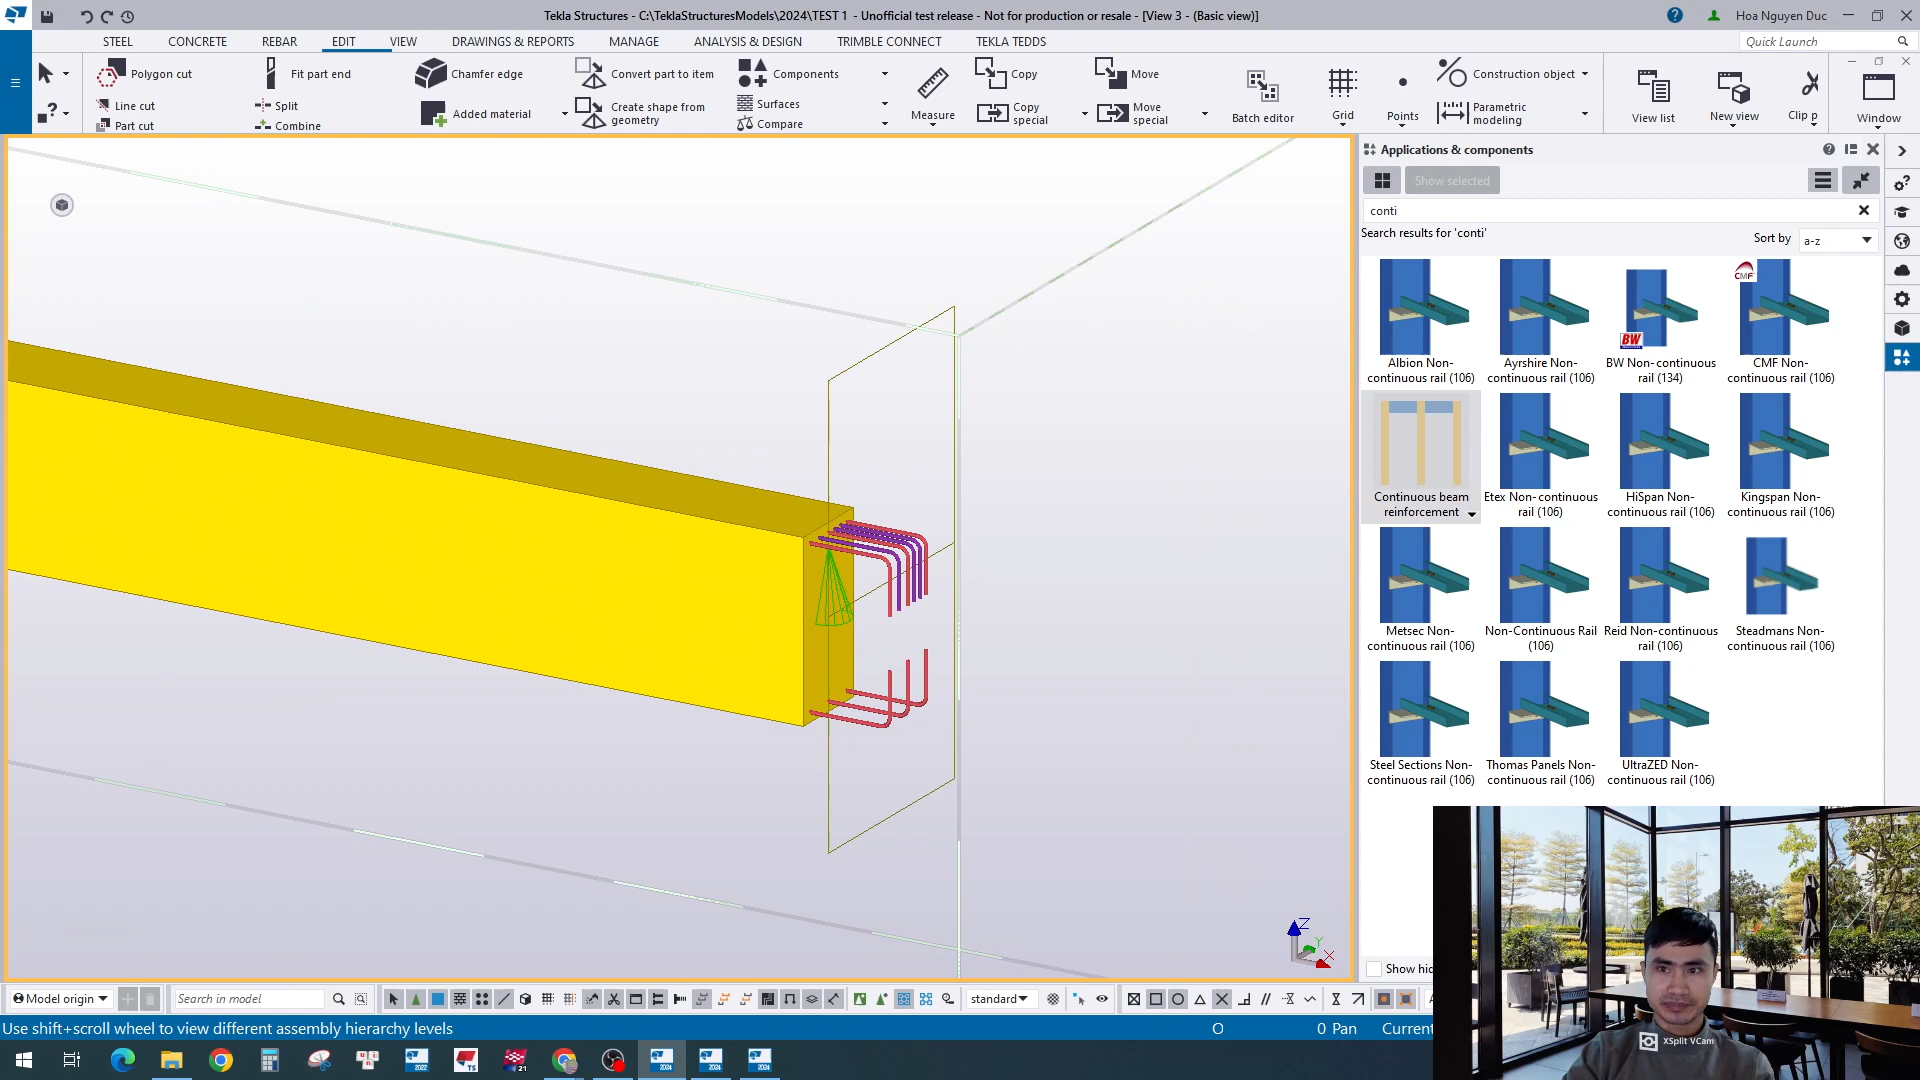 Tekla Structures - C:\TeklaStructuresModels\2024\TEST 1 - Unofficial test release - Not for production or resale - [View 3 - (Basic view)]
Hoa Nguyen Duc
STEEL
CONCRETE
REBAR
EDIT
VIEW
DRAWINGS & REPORTS
MANAGE
ANALYSIS & DESIGN
TRIMBLE CONNECT
TEKLA TEDDS
Quick Launch
Polygon cut
Line cut
Part cut
Fit part end
Split
Combine
Chamfer edge
Added material
Convert part to item
Create shape from
geometry
Components
Surfaces
Compare
Measure
Copy
Copy
special
Move
Move
special
Batch editor
Grid
Points
Construction object
Parametric
modeling
View list
New view
Clip p
Window
Applications & components
Show selected
conti
Search results for 'conti'
Sort by
a-z
Albion Non-
continuous rail (106)
Ayrshire Non-
continuous rail (106)
BW
BW Non-continuous
rail (134)
CMF
CMF Non-
continuous rail (106)
Continuous beam
reinforcement
Etex Non-continuous
rail (106)
HiSpan Non-
continuous rail (106)
Kingspan Non-
continuous rail (106)
Metsec Non-
continuous rail (106)
Non-Continuous Rail
(106)
Reid Non-continuous
rail (106)
Steadmans Non-
continuous rail (106)
Steel Sections Non-
continuous rail (106)
Thomas Panels Non-
continuous rail (106)
UltraZED Non-
continuous rail (106)
Z
Y
X
Show hid
XSplit VCam
Model origin
Search in model
standard
Use shift+scroll wheel to view different assembly hierarchy levels
O
0 Pan
Current
2022
TS
21
2024
2024
2024